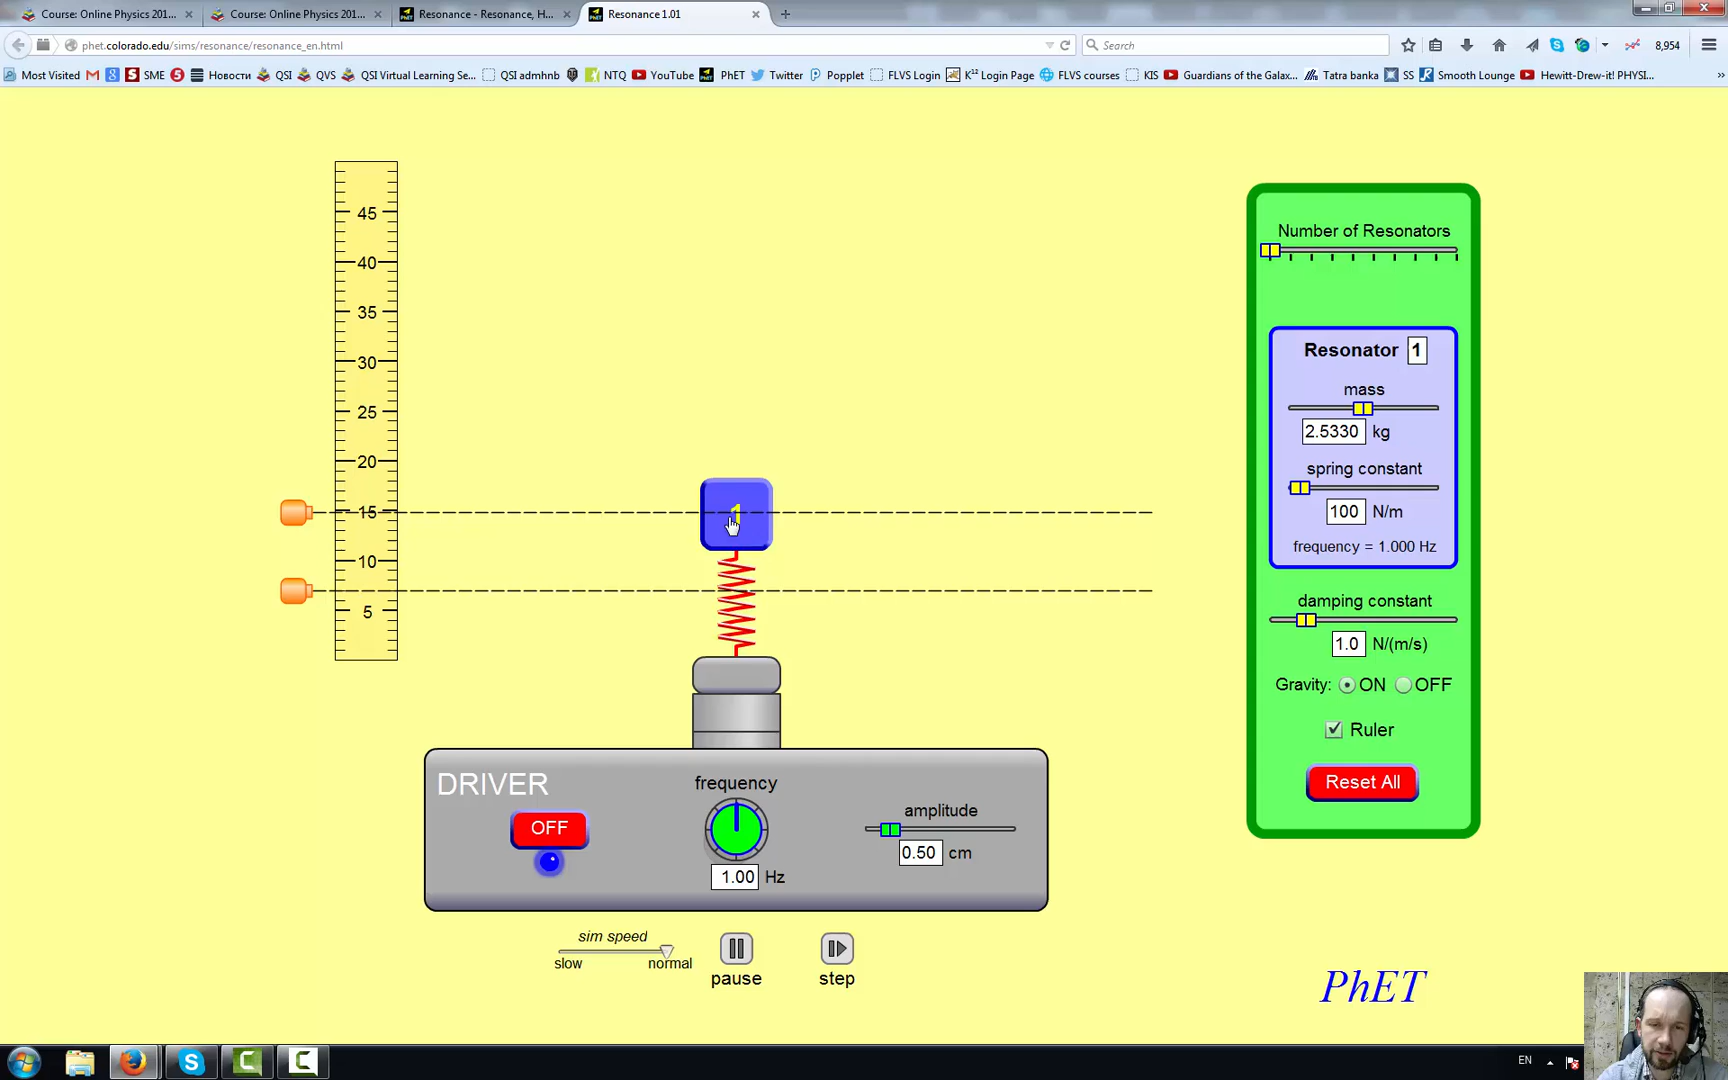 Course: Online Physics 201...
Course: Online Physics 201...
Resonance - Resonance, H...
Resonance 1.01
phet.colorado.edu/sims/resonance/resonance_en.html
Search
8,954
Most Visited
SME
Новости
QSI
QVS
QSI Virtual Learning Se...
QSI admhnb
NTQ
YouTube
PhET
Twitter
Popplet
FLVS Login
K¹² Login Page
FLVS courses
KIS
Guardians of the Galax...
Tatra banka
SS
Smooth Lounge
Hewitt-Drew-it! PHYSI...
45
40
35
30
25
20
15
10
5
1
Number of Resonators
Resonator 1
mass
2.5330 kg
spring constant
100 N/m
frequency = 1.000 Hz
damping constant
1.0 N/(m/s)
Gravity: ON OFF
Ruler
Reset All
DRIVER
OFF
frequency
1.00 Hz
amplitude
0.50 cm
sim speed
slow normal
pause
step
PhET
EN